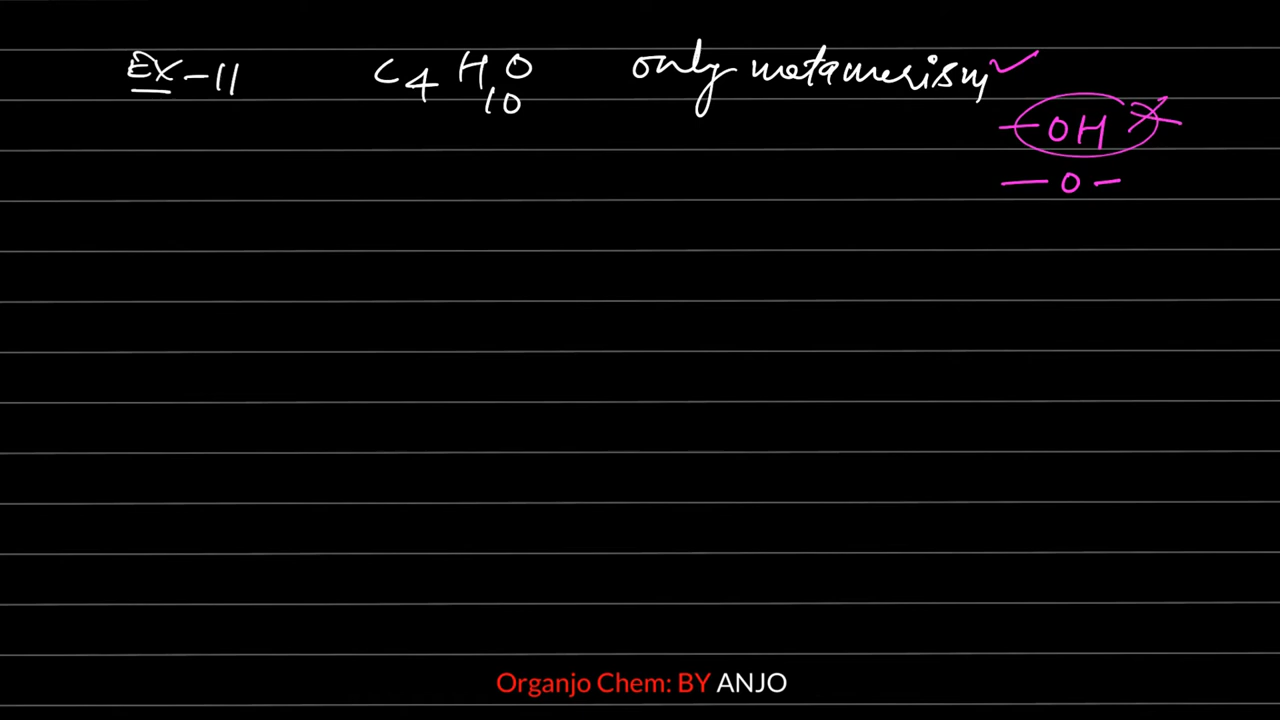 EX-11 C4H10O only metamerism ✓
-OH ✗
-O-
Organjo Chem: BY ANJO